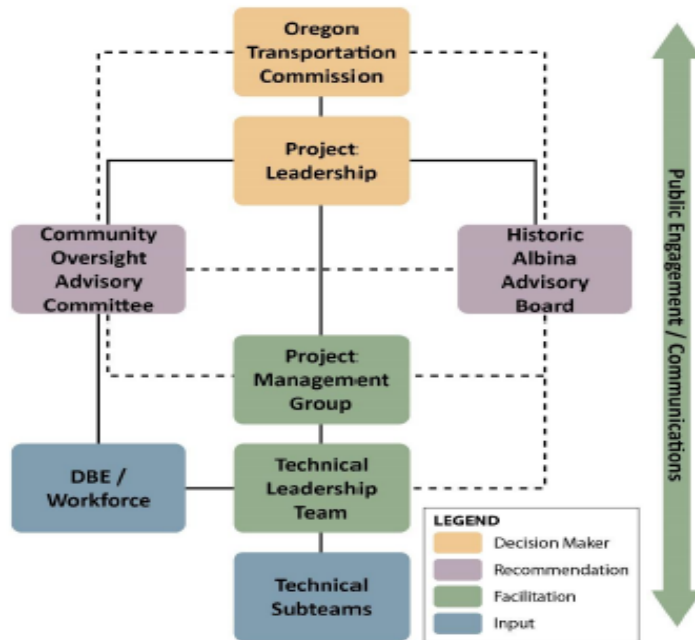 Oregon
Transportation
Commission
Project
Leadership
Community
Oversight
Advisory
Committee
Historic
Albina
Advisory
Board
Project
Management
Group
DBE /
Workforce
Technical
Leadership
Team
Technical
Subteams
LEGEND
Decision Maker
Recommendation
Facilitation
Input
Public Engagement / Communications